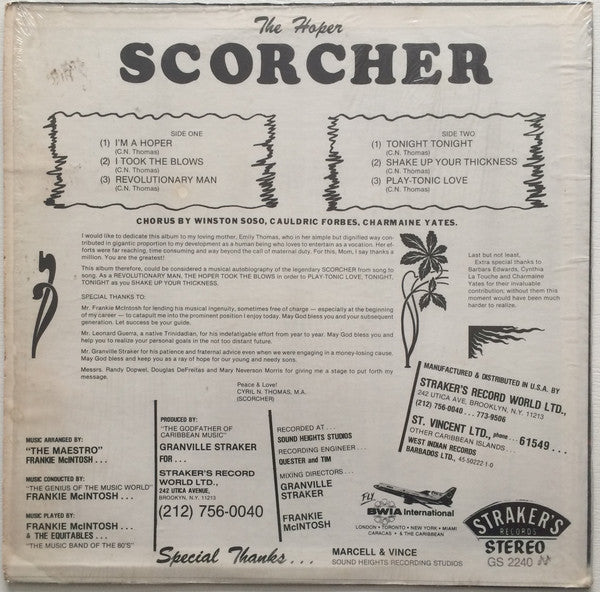 The Hoper
SCORCHER
SIDE ONE
(1) I'M A HOPER
(C.N. Thomas)
(2) I TOOK THE BLOWS
(C.N. Thomas)
(3) REVOLUTIONARY MAN
(C.N. Thomas)
SIDE TWO
(1) TONIGHT TONIGHT
(C.N. Thomas)
(2) SHAKE UP YOUR THICKNESS
(C.N. Thomas)
(3) PLAY-TONIC LOVE
(C.N. Thomas)
CHORUS BY WINSTON SOSO, CAULDRIC FORBES, CHARMAINE YATES.
I would like to dedicate this album to my loving mother, Emily Thomas, who in her simple but dignified way con-
tributed in gigantic proportion to my development as a human being who loves to entertain as a vocation. Her ef-
forts were far reaching, time consuming and way beyond the call of maternal duty. For this, Mom, I say thanks a
million. You are the greatest!
This album therefore, could be considered a musical autobiography of the legendary SCORCHER from song to
song. As a REVOLUTIONARY MAN, THE HOPER TOOK THE BLOWS in order to PLAY-TONIC LOVE, TONIGHT,
TONIGHT as you SHAKE UP YOUR THICKNESS.
SPECIAL THANKS TO:
Mr. Frankie McIntosh for lending his musical ingenuity, sometimes free of charge — especially at the beginning
of my career — to catapult me into the prominent position I enjoy today. May God bless you and your subsequent
generation. Let success be your guide.
Mr. Leonard Guerra, a native Trinidadian, for his indefatigable effort from year to year. May God bless you and
help you to realize your personal goals in the not too distant future.
Mr. Granville Straker for his patience and fraternal advice even when we were engaging in a money-losing cause.
May God bless and keep you as a ray of hope for our young and needy sons.
Messrs. Randy Dopwel, Douglas DeFreitas and Mary Neverson Morris for giving me a stage to put forth my
message.
Peace & Love!
CYRIL N. THOMAS, M.A.
(SCORCHER)
Last but not least,
Extra special thanks to
Barbara Edwards, Cynthia
La Touche and Charmaine
Yates for their invaluable
contribution; without them this
moment would have been much
harder to realize.
MANUFACTURED & DISTRIBUTED IN U.S.A. BY
STRAKER'S RECORD WORLD LTD.,
242 UTICA AVE, BROOKLYN, N.Y. 11213
(212) 756-0040 . . . 773-9506
ST. VINCENT LTD., phone . . . 61549 . . .
OTHER CARIBBEAN ISLANDS. . .
WEST INDIAN RECORDS
BARBADOS LTD., 45-50222-1-0
MUSIC ARRANGED BY:
"THE MAESTRO"
FRANKIE McINTOSH . . .
MUSIC CONDUCTED BY:
"THE GENIUS OF THE MUSIC WORLD"
FRANKIE McINTOSH . . .
MUSIC PLAYED BY:
FRANKIE McINTOSH . . .
& THE EQUITABLES . . .
"THE MUSIC BAND OF THE 80'S"
PRODUCED BY:
"THE GODFATHER OF
CARIBBEAN MUSIC"
GRANVILLE STRAKER
FOR . . .
STRAKER'S RECORD
WORLD LTD.,
242 UTICA AVENUE,
BROOKLYN, N.Y. 11213
(212) 756-0040
RECORDED AT . . .
SOUND HEIGHTS STUDIOS
RECORDING ENGINEER . . .
QUESTER and TIM
MIXING DIRECTORS . . .
GRANVILLE
STRAKER
FRANKIE
McINTOSH
FLY
BWIA International
LONDON • TORONTO • NEW YORK • MIAMI
CARACAS • & THE CARIBBEAN
STRAKER'S
RECORDS
STEREO
GS 2240
Special Thanks . . .
MARCELL & VINCE
SOUND HEIGHTS RECORDING STUDIOS